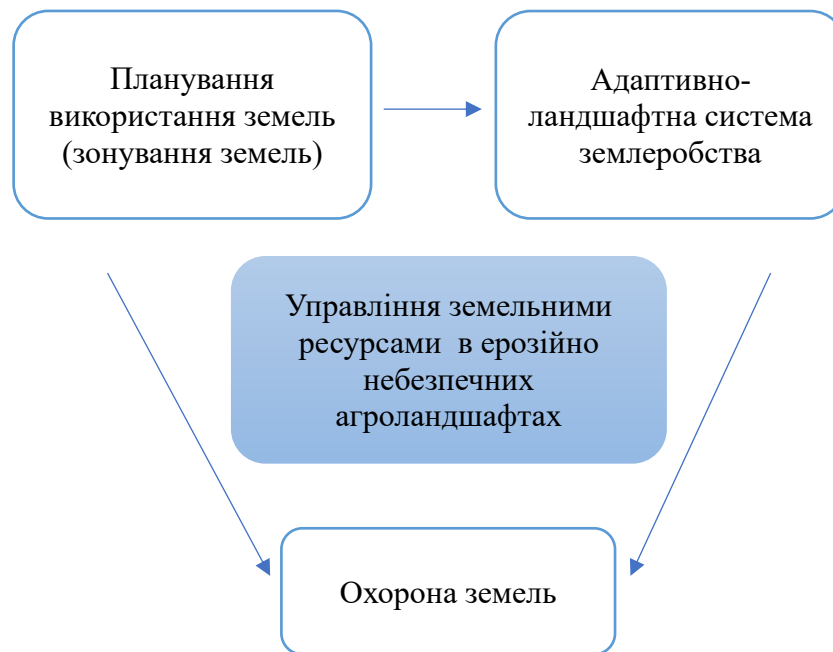 Планування
використання земель
(зонування земель)
Адаптивно-
ландшафтна система
землеробства
Управління земельними
ресурсами в ерозійно
небезпечних
агроландшафтах
Охорона земель